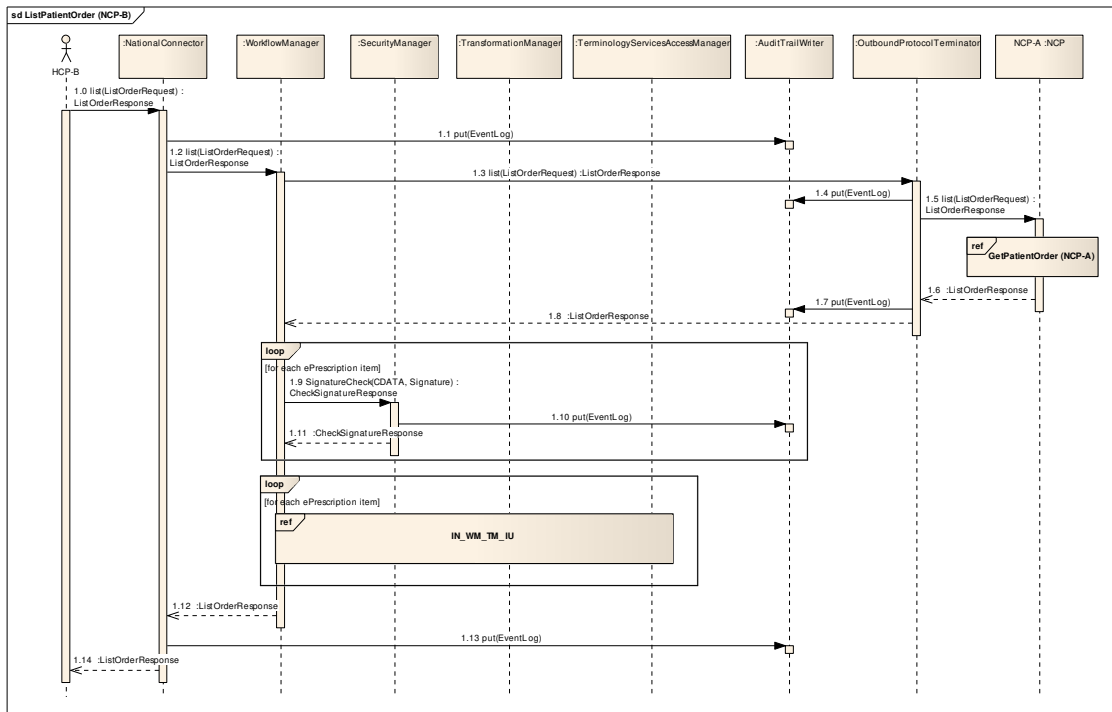 sd ListPatientOrder (NCP-B)
HCP-B
:NationalConnector
:WorkflowManager
:SecurityManager
:TransformationManager
:TerminologyServicesAccessManager
:AuditTrailWriter
:OutboundProtocolTerminator
NCP-A :NCP
1.0 list(ListOrderRequest) :
ListOrderResponse
1.1 put(EventLog)
1.2 list(ListOrderRequest) :
ListOrderResponse
1.3 list(ListOrderRequest) :ListOrderResponse
1.4 put(EventLog)
1.5 list(ListOrderRequest) :
ListOrderResponse
ref
GetPatientOrder (NCP-A)
1.6 :ListOrderResponse
1.7 put(EventLog)
1.8 :ListOrderResponse
loop
[for each ePrescription item]
1.9 SignatureCheck(CDATA, Signature) :
CheckSignatureResponse
1.10 put(EventLog)
1.11 :CheckSignatureResponse
loop
[for each ePrescription item]
ref
IN_WM_TM_IU
1.12 :ListOrderResponse
1.13 put(EventLog)
1.14 :ListOrderResponse